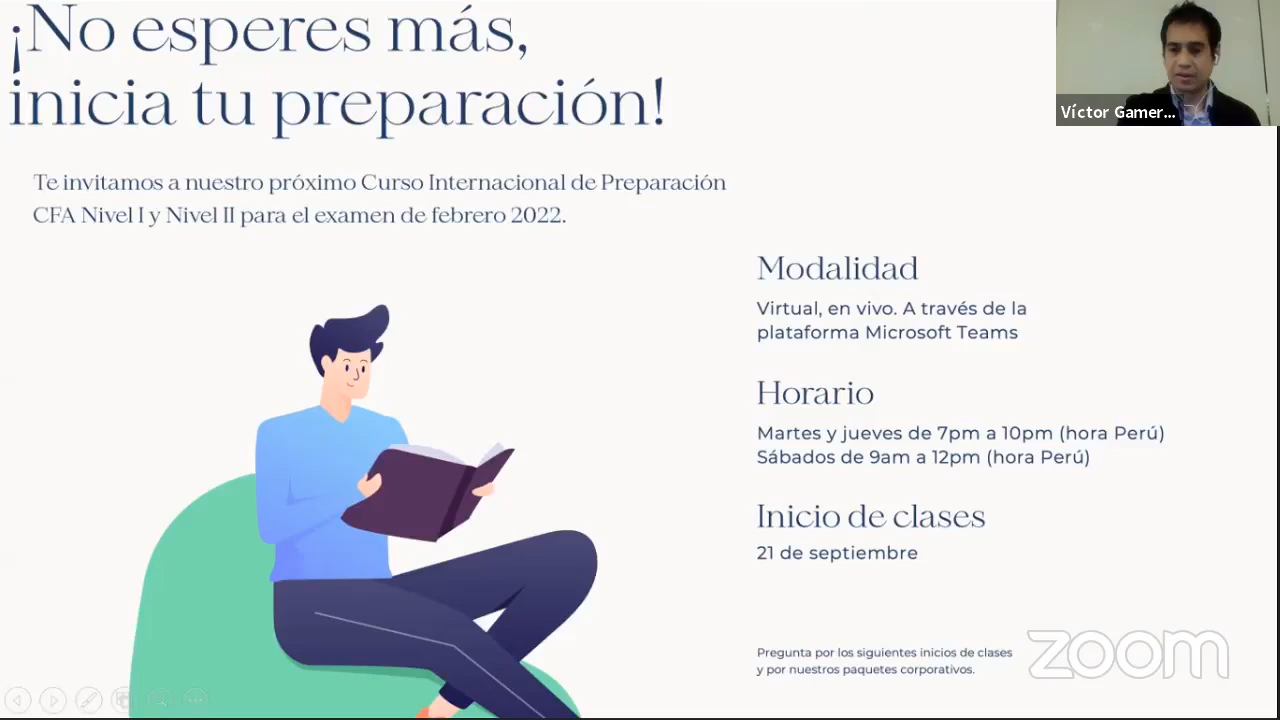 ¡No esperes más,
inicia tu preparación!
Te invitamos a nuestro próximo Curso Internacional de Preparación
CFA Nivel I y Nivel II para el examen de febrero 2022.
Víctor Gamer...
Modalidad
Virtual, en vivo. A través de la
plataforma Microsoft Teams
Horario
Martes y jueves de 7pm a 10pm (hora Perú)
Sábados de 9am a 12pm (hora Perú)
Inicio de clases
21 de septiembre
Pregunta por los siguientes inicios de clases
y por nuestros paquetes corporativos.
zoom